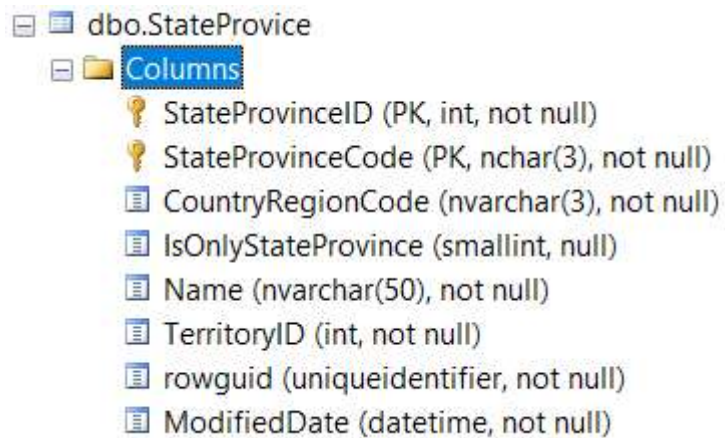 dbo.StateProvice
Columns
StateProvinceID (PK, int, not null)
StateProvinceCode (PK, nchar(3), not null)
CountryRegionCode (nvarchar(3), not null)
IsOnlyStateProvince (smallint, null)
Name (nvarchar(50), not null)
TerritoryID (int, not null)
rowguid (uniqueidentifier, not null)
ModifiedDate (datetime, not null)